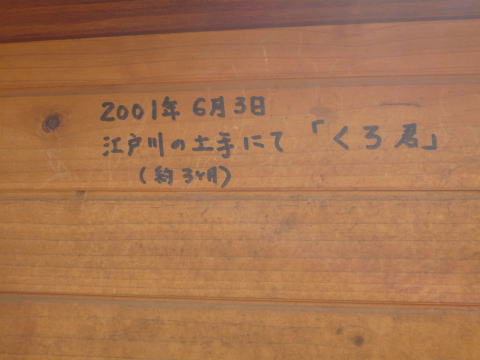 2001年 6月3日
江戸川の土手にて 「くろ君」
(約3ヶ月)